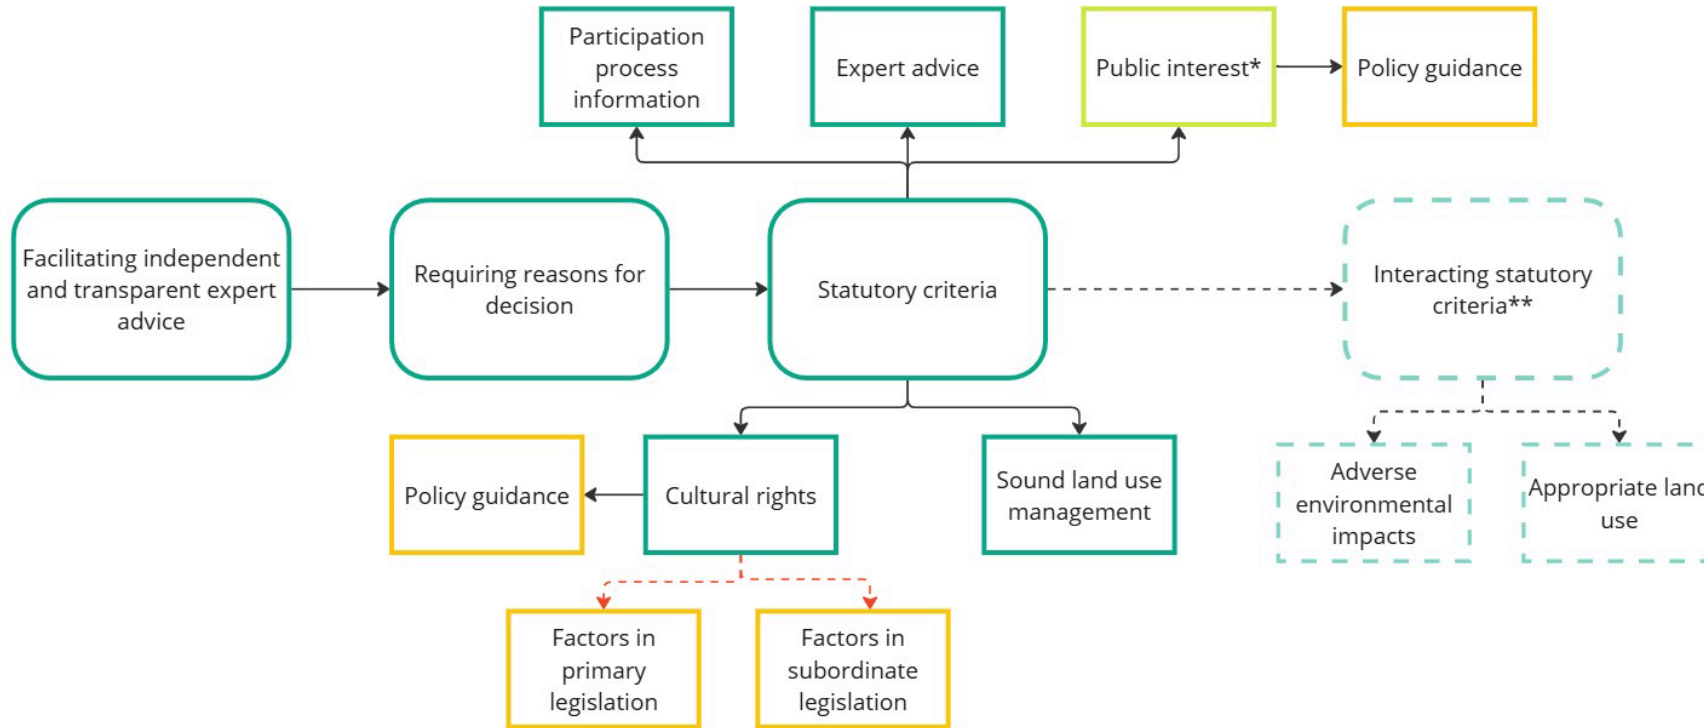 Participation
process
information
Expert advice
Public interest*
Policy guidance
Facilitating independent
and transparent expert
advice
Requiring reasons for
decision
Statutory criteria
Interacting statutory
criteria**
Policy guidance
Cultural rights
Sound land use
management
Adverse
environmental
impacts
Appropriate land
use
Factors in
primary
legislation
Factors in
subordinate
legislation